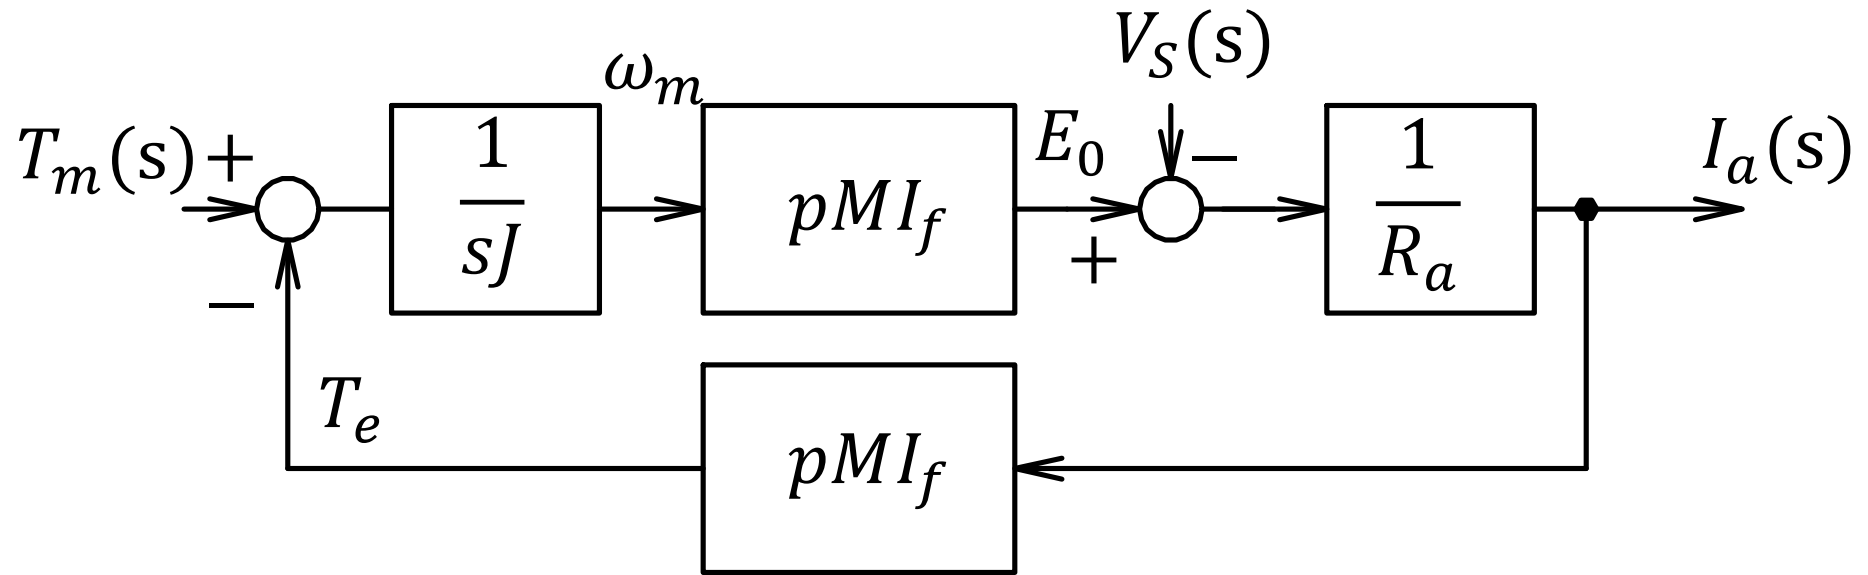 V_S(s)
ω_m
T_m(s) + 1/(sJ) pMI_f E_0 − 1/R_a I_a(s)
− +
T_e
pMI_f